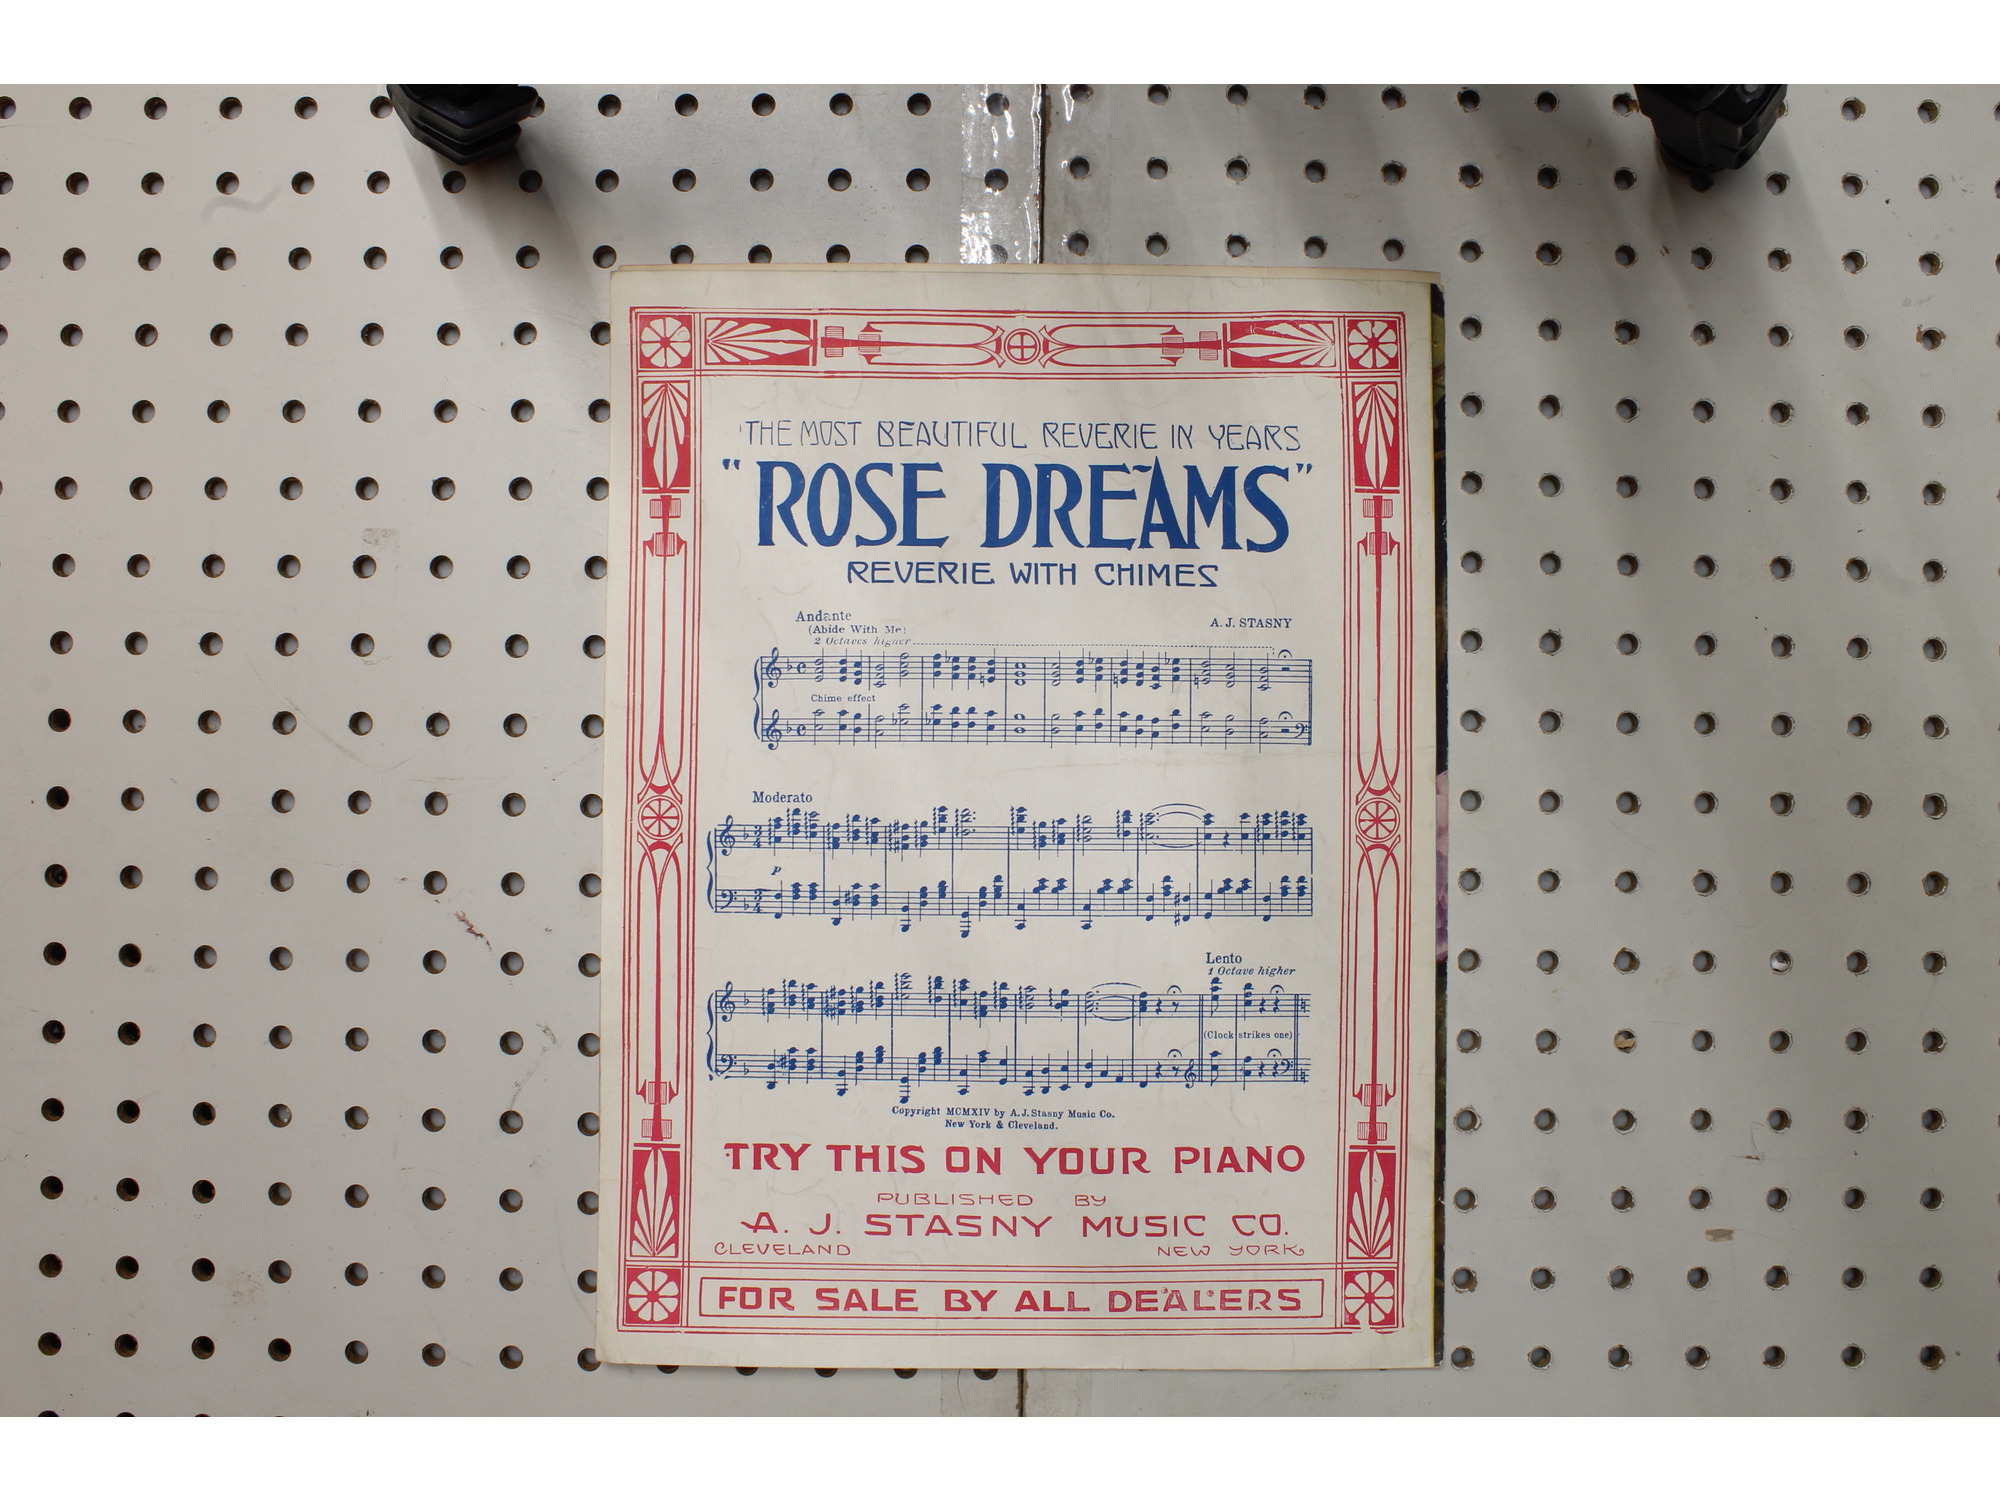 THE MOST BEAUTIFUL REVERIE IN YEARS
"ROSE DREAMS"
REVERIE WITH CHIMES
Andante
(Abide With Me)
A. J. STASNY
2 Octaves higher
Chime effect
Moderato
p
Lento
1 Octave higher
(Clock strikes one)
Copyright MCMXIV by A. J. Stasny Music Co.
New York & Cleveland.
TRY THIS ON YOUR PIANO
PUBLISHED BY
A. J. STASNY MUSIC CO.
CLEVELAND NEW YORK
FOR SALE BY ALL DEALERS